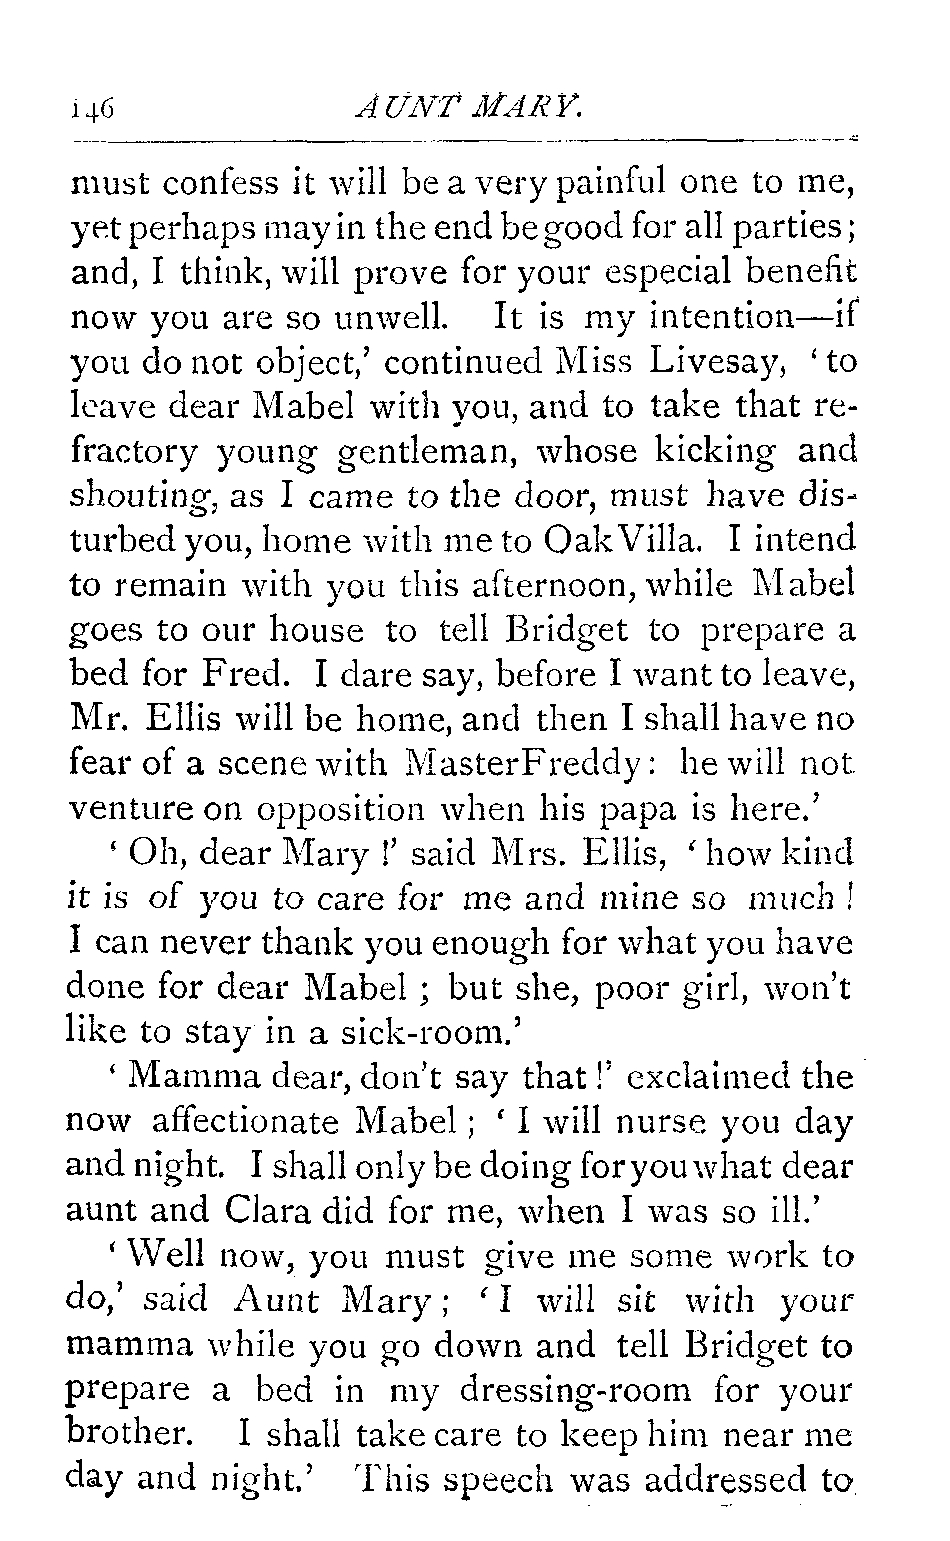 146 AUNT MARY.
must confess it will be a very painful one to me,
yet perhaps may in the end be good for all parties;
and, I think, will prove for your especial benefit
now you are so unwell. It is my intention—if
you do not object,' continued Miss Livesay, 'to
leave dear Mabel with you, and to take that re-
fractory young gentleman, whose kicking and
shouting, as I came to the door, must have dis-
turbed you, home with me to Oak Villa. I intend
to remain with you this afternoon, while Mabel
goes to our house to tell Bridget to prepare a
bed for Fred. I dare say, before I want to leave,
Mr. Ellis will be home, and then I shall have no
fear of a scene with Master Freddy: he will not
venture on opposition when his papa is here.'
'Oh, dear Mary!' said Mrs. Ellis, 'how kind
it is of you to care for me and mine so much!
I can never thank you enough for what you have
done for dear Mabel; but she, poor girl, won't
like to stay in a sick-room.'
'Mamma dear, don't say that!' exclaimed the
now affectionate Mabel; 'I will nurse you day
and night. I shall only be doing for you what dear
aunt and Clara did for me, when I was so ill.'
'Well now, you must give me some work to
do,' said Aunt Mary; 'I will sit with your
mamma while you go down and tell Bridget to
prepare a bed in my dressing-room for your
brother. I shall take care to keep him near me
day and night.' This speech was addressed to